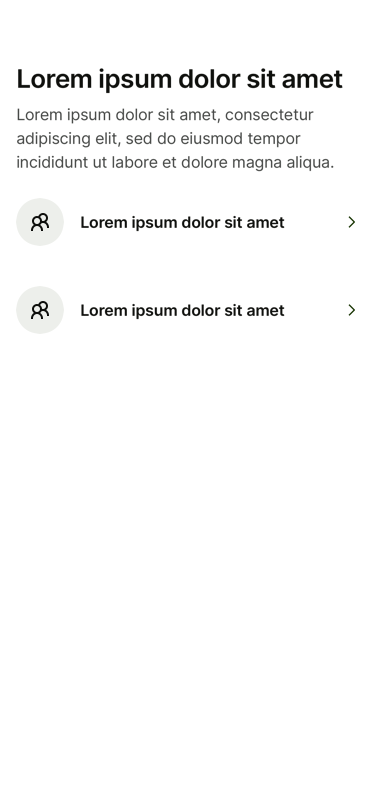 Lorem ipsum dolor sit amet
Lorem ipsum dolor sit amet, consectetur
adipiscing elit, sed do eiusmod tempor
incididunt ut labore et dolore magna aliqua.
Lorem ipsum dolor sit amet
Lorem ipsum dolor sit amet